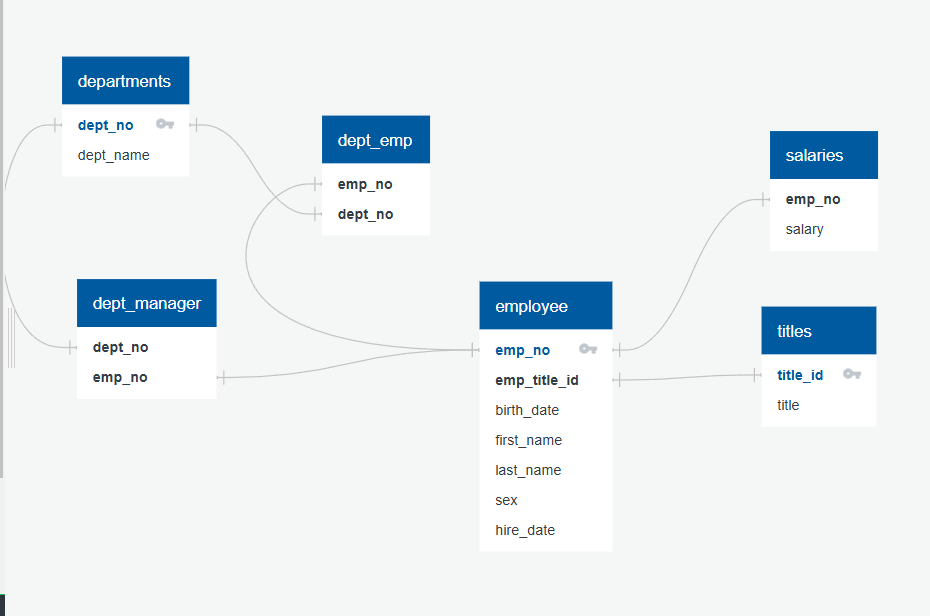 departments
dept_no
dept_name
dept_emp
emp_no
dept_no
salaries
emp_no
salary
dept_manager
dept_no
emp_no
employee
emp_no
emp_title_id
birth_date
first_name
last_name
sex
hire_date
titles
title_id
title